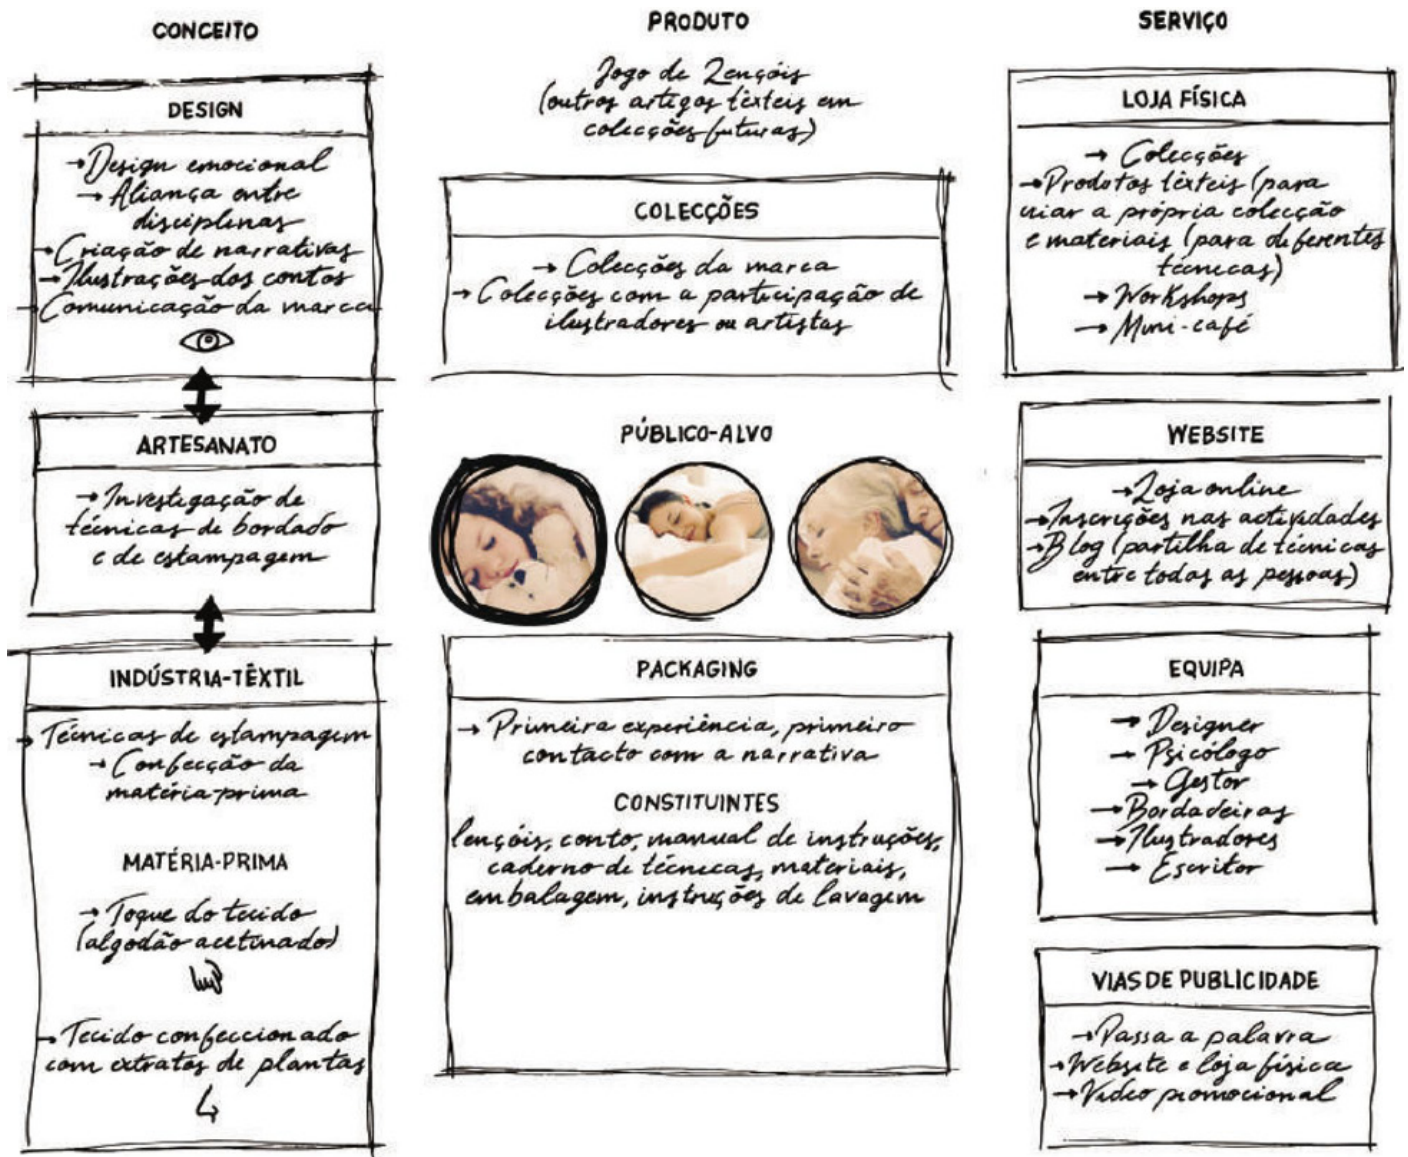 CONCEITO
DESIGN
→ Design emocional
→ Aliança entre
disciplinas
→ Criação de narrativas
→ Ilustrações dos contos
→ Comunicação da marca
ARTESANATO
→ Investigação de
técnicas de bordado
e de estampagem
INDÚSTRIA-TÊXTIL
→ Técnicas de estampagem
→ Confecção da
matéria-prima
MATÉRIA-PRIMA
→ Toque do tecido
(algodão acetinado)
→ Tecido confeccionado
com extratos de plantas
PRODUTO
Jogo de Lençóis
(outros artigos têxteis em
colecções futuras)
COLECÇÕES
→ Colecções da marca
→ Colecções com a participação de
ilustradores ou artistas
PÚBLICO-ALVO
PACKAGING
→ Primeira experiência, primeiro
contacto com a narrativa
CONSTITUINTES
lençóis, conto, manual de instruções,
caderno de técnicas, materiais,
embalagem, instruções de lavagem
SERVIÇO
LOJA FÍSICA
→ Colecções
→ Produtos têxteis (para
criar a própria colecção
e materiais (para diferentes
técnicas)
→ Workshops
→ Mini-café
WEBSITE
→ Loja online
→ Inscrições nas actividades
→ Blog (partilha de técnicas
entre todas as pessoas)
EQUIPA
→ Designer
→ Psicólogo
→ Gestor
→ Bordadeiras
→ Ilustradores
→ Escritor
VIAS DE PUBLICIDADE
→ Passa a palavra
→ Website e loja física
→ Vídeo promocional